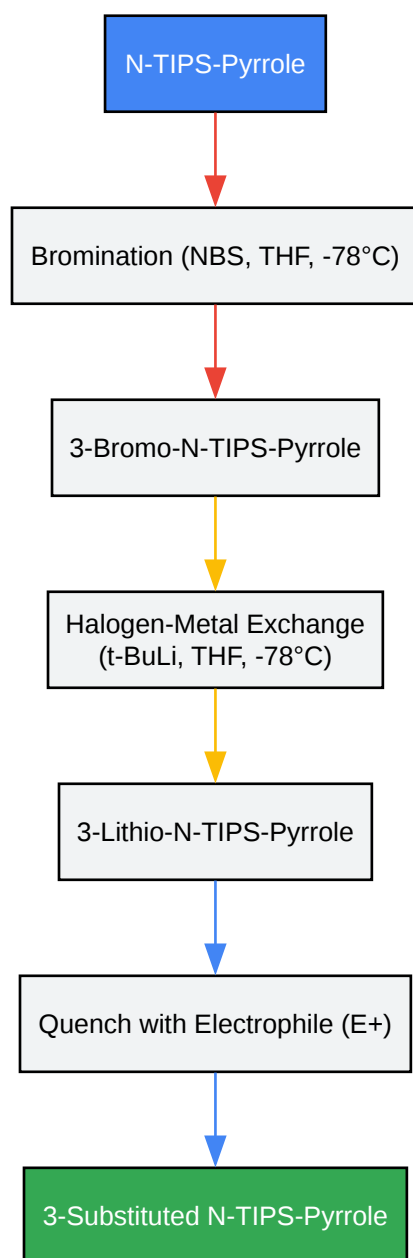 N-TIPS-Pyrrole
Bromination (NBS, THF, -78°C)
3-Bromo-N-TIPS-Pyrrole
Halogen-Metal Exchange
(t-BuLi, THF, -78°C)
3-Lithio-N-TIPS-Pyrrole
Quench with Electrophile (E+)
3-Substituted N-TIPS-Pyrrole